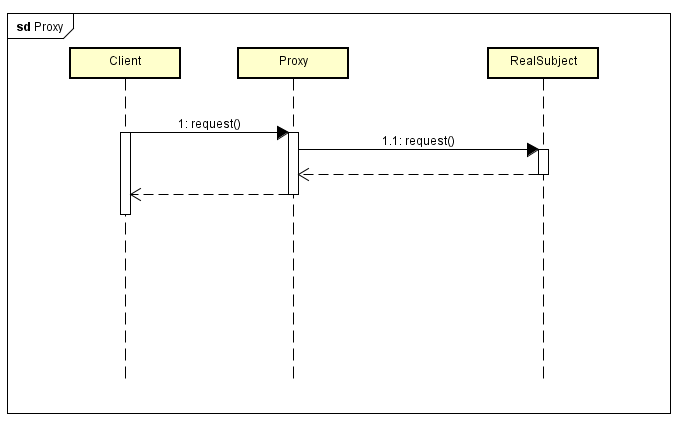 sd Proxy
Client
Proxy
RealSubject
1: request()
1.1: request()